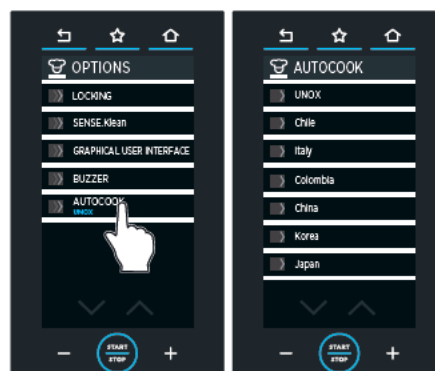 OPTIONS
LOCKING
SENSE.Klean
GRAPHICAL USER INTERFACE
BUZZER
AUTOCOOK
UNOX
START
STOP
AUTOCOOK
UNOX
Chile
Italy
Colombia
China
Korea
Japan
START
STOP